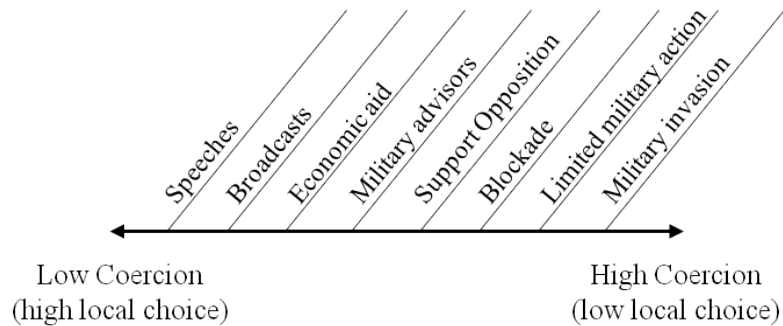 Speeches
Broadcasts
Economic aid
Military advisors
Support Opposition
Blockade
Limited military action
Military invasion
Low Coercion
(high local choice)
High Coercion
(low local choice)